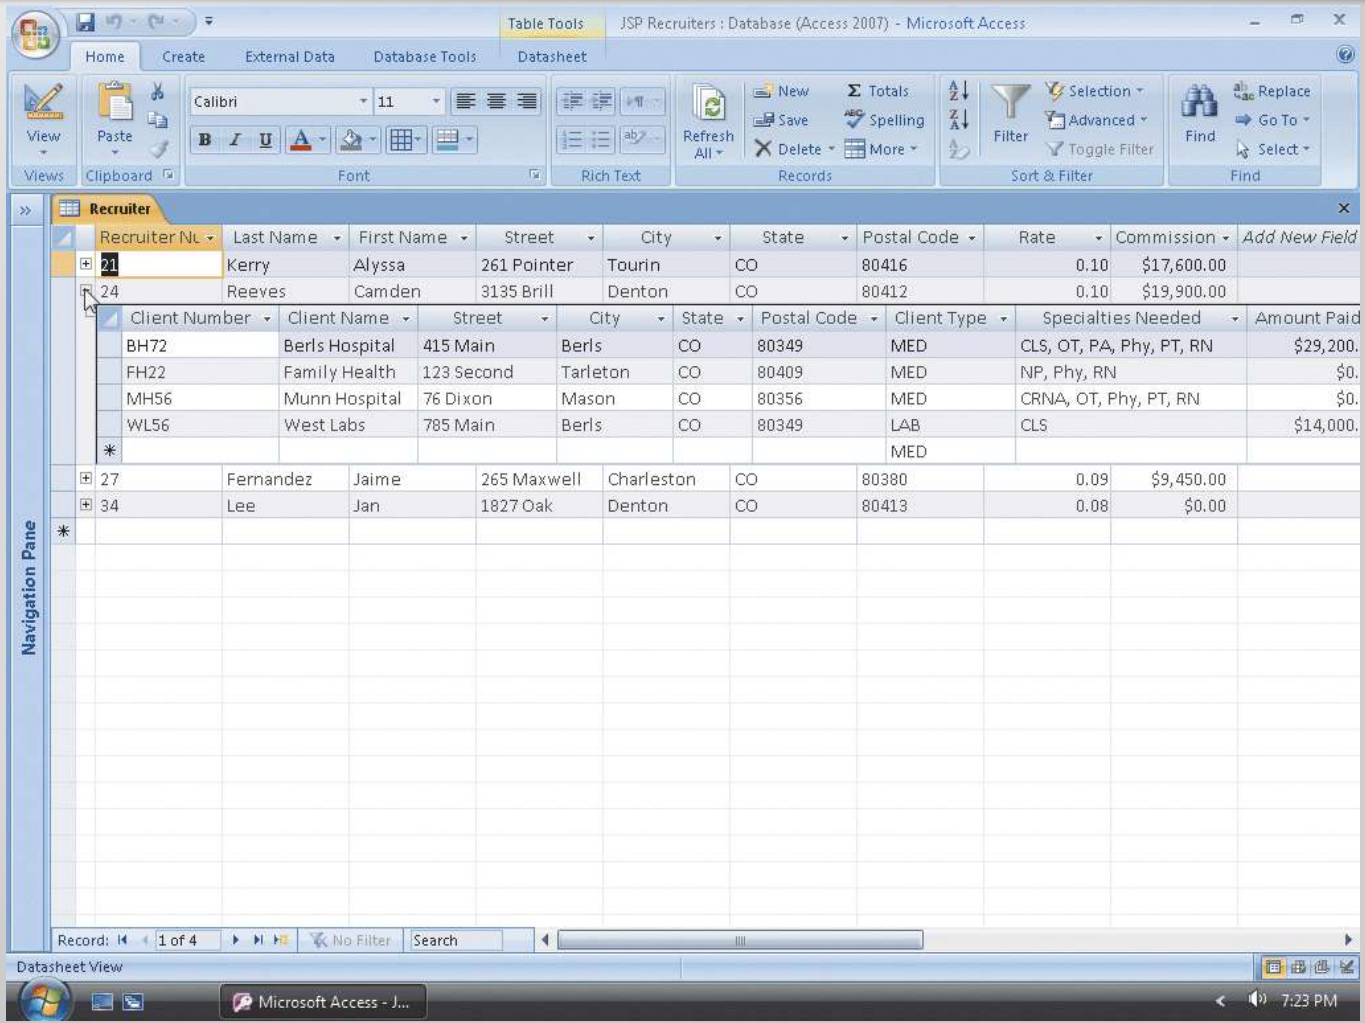 Table Tools JSP Recruiters : Database (Access 2007) - Microsoft Access
Home Create External Data Database Tools Datasheet
View
Views
Paste
Clipboard
Calibri 11
B I U A
Font
Rich Text
Refresh
All
New
Save
Delete
Σ Totals
Spelling
More
Records
Filter
Selection
Advanced
Toggle Filter
Sort & Filter
Find
Replace
Go To
Select
Find
» Recruiter
Recruiter Nu Last Name First Name Street City State Postal Code Rate Commission Add New Field
21 Kerry Alyssa 261 Pointer Tourin CO 80416 0.10 $17,600.00
24 Reeves Camden 3135 Brill Denton CO 80412 0.10 $19,900.00
Client Number Client Name Street City State Postal Code Client Type Specialties Needed Amount Paid
BH72 Berls Hospital 415 Main Berls CO 80349 MED CLS, OT, PA, Phy, PT, RN $29,200.
FH22 Family Health 123 Second Tarleton CO 80409 MED NP, Phy, RN $0.
MH56 Munn Hospital 76 Dixon Mason CO 80356 MED CRNA, OT, Phy, PT, RN $0.
WL56 West Labs 785 Main Berls CO 80349 LAB CLS $14,000.
* MED
27 Fernandez Jaime 265 Maxwell Charleston CO 80380 0.09 $9,450.00
34 Lee Jan 1827 Oak Denton CO 80413 0.08 $0.00
*
Navigation Pane
Record: 1 of 4 No Filter Search
Datasheet View
Microsoft Access - J... 7:23 PM